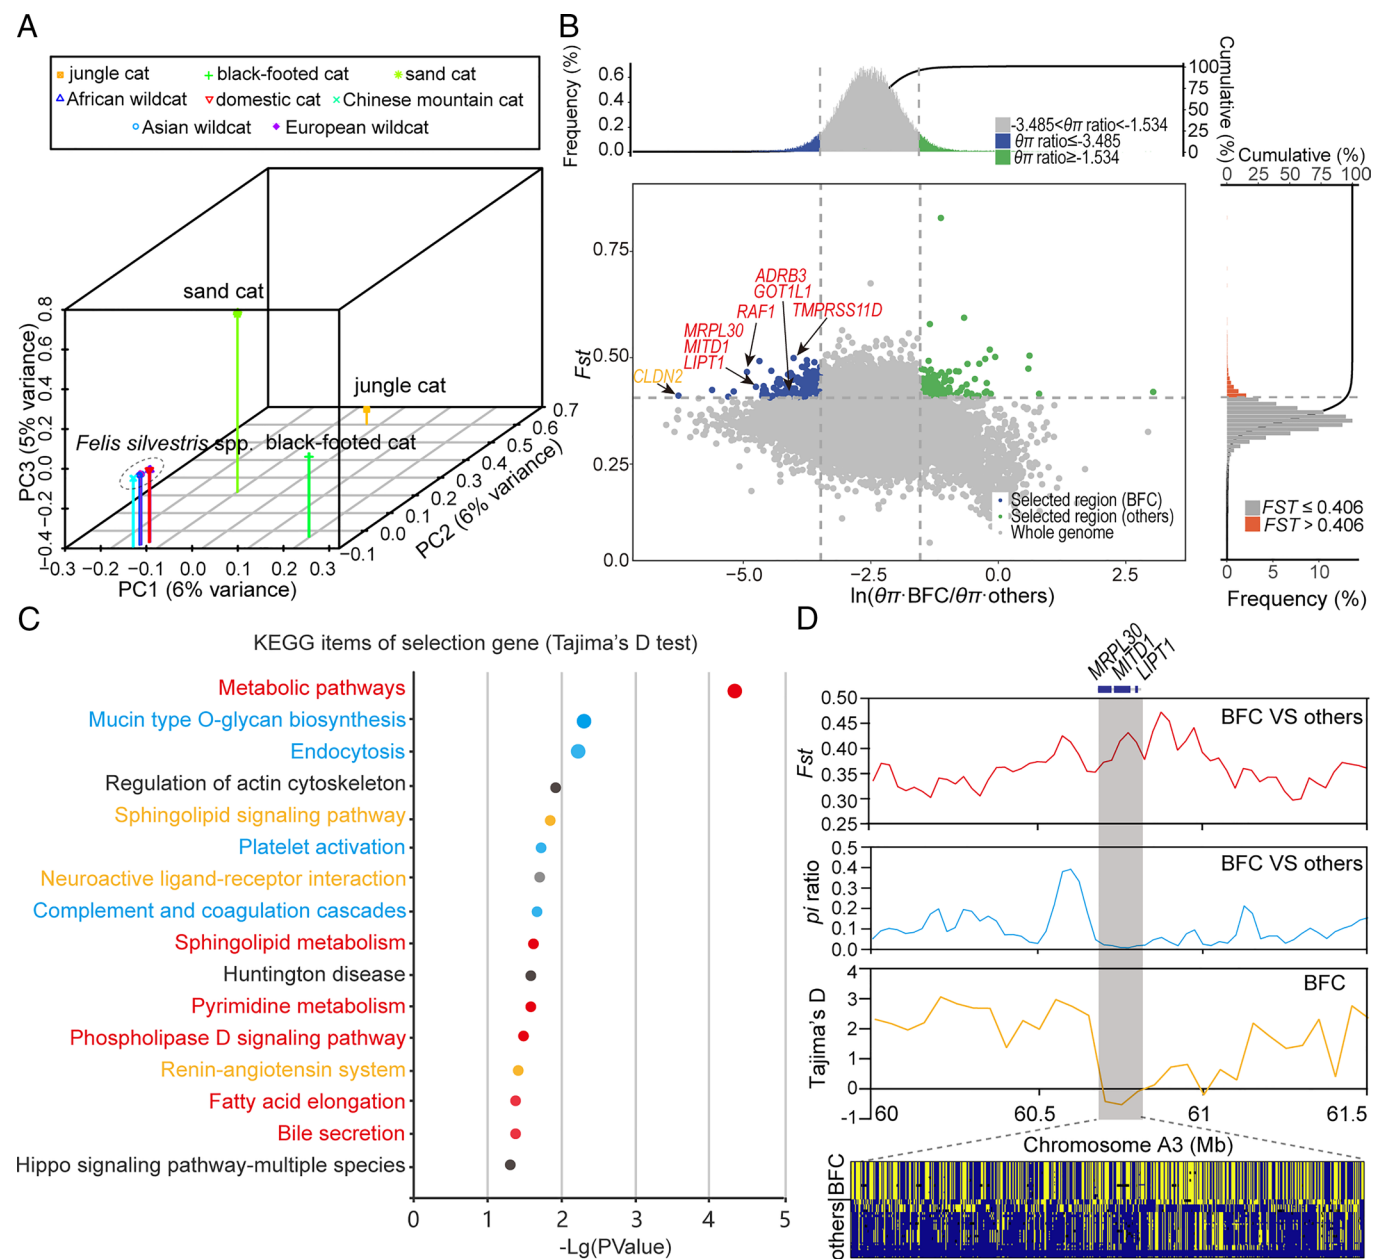 A
jungle cat
black-footed cat
sand cat
African wildcat
domestic cat
Chinese mountain cat
Asian wildcat
European wildcat
sand cat
jungle cat
Felis silvestris spp.
black-footed cat
PC3 (5% variance)
0.8
0.6
0.4
0.2
0.0
−0.2
−0.4
−0.3
−0.2
−0.1
0.0
0.1
0.2
0.3
PC1 (6% variance)
−0.1
0.0
0.1
0.2
0.3
0.4
0.5
0.6
0.7
PC2 (6% variance)
B
Frequency (%)
0.6
0.4
0.2
0.0
Cumulative (%)
100
75
50
25
0
-3.485<θπ ratio<-1.534
θπ ratio≤-3.485
θπ ratio≥-1.534
Cumulative (%)
0 25 50 75 100
Fst
0.75
0.50
0.25
0.0
ADRB3
GOT1L1
RAF1
TMPRSS11D
MRPL30
MITD1
LIPT1
CLDN2
Selected region (BFC)
Selected region (others)
Whole genome
−5.0
−2.5
0.0
2.5
ln(θπ·BFC/θπ·others)
FST ≤ 0.406
FST > 0.406
0 5 10
Frequency (%)
C
KEGG items of selection gene (Tajima's D test)
Metabolic pathways
Mucin type O-glycan biosynthesis
Endocytosis
Regulation of actin cytoskeleton
Sphingolipid signaling pathway
Platelet activation
Neuroactive ligand-receptor interaction
Complement and coagulation cascades
Sphingolipid metabolism
Huntington disease
Pyrimidine metabolism
Phospholipase D signaling pathway
Renin-angiotensin system
Fatty acid elongation
Bile secretion
Hippo signaling pathway-multiple species
0 1 2 3 4 5
-Lg(PValue)
D
MRPL30
MITD1
LIPT1
Fst
0.50
0.45
0.40
0.35
0.30
0.25
BFC VS others
pi ratio
0.5
0.4
0.3
0.2
0.1
0.0
BFC VS others
Tajima's D
4
3
2
1
0
-1
BFC
60 60.5 61 61.5
Chromosome A3 (Mb)
BFC
others